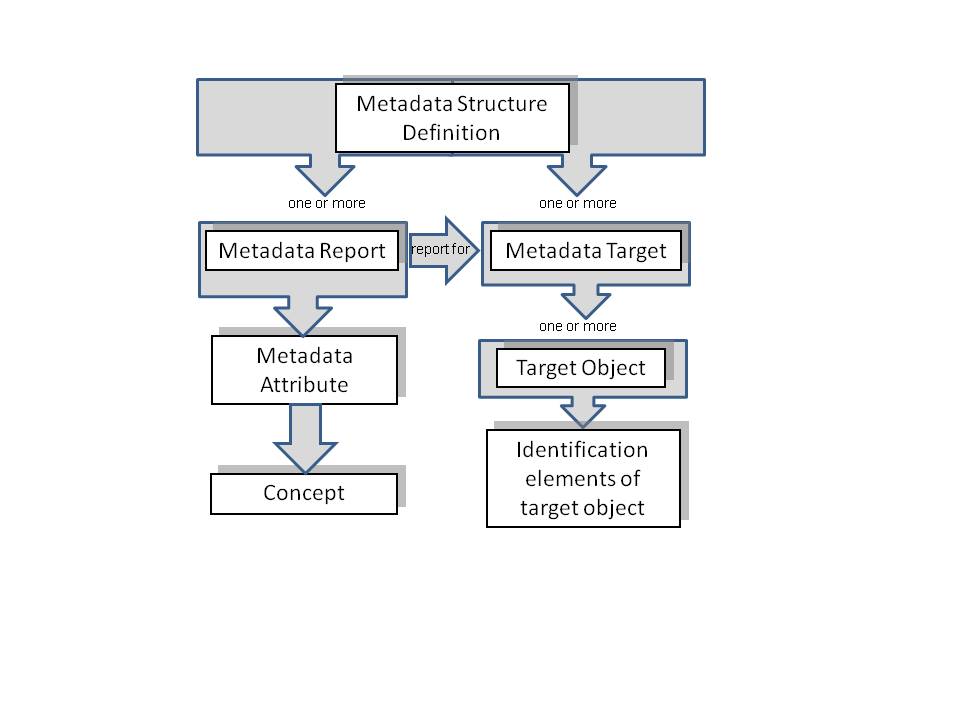 Metadata Structure
Definition
one or more
one or more
Metadata Report
report for
Metadata Target
one or more
Metadata
Attribute
Target Object
Concept
Identification
elements of
target object